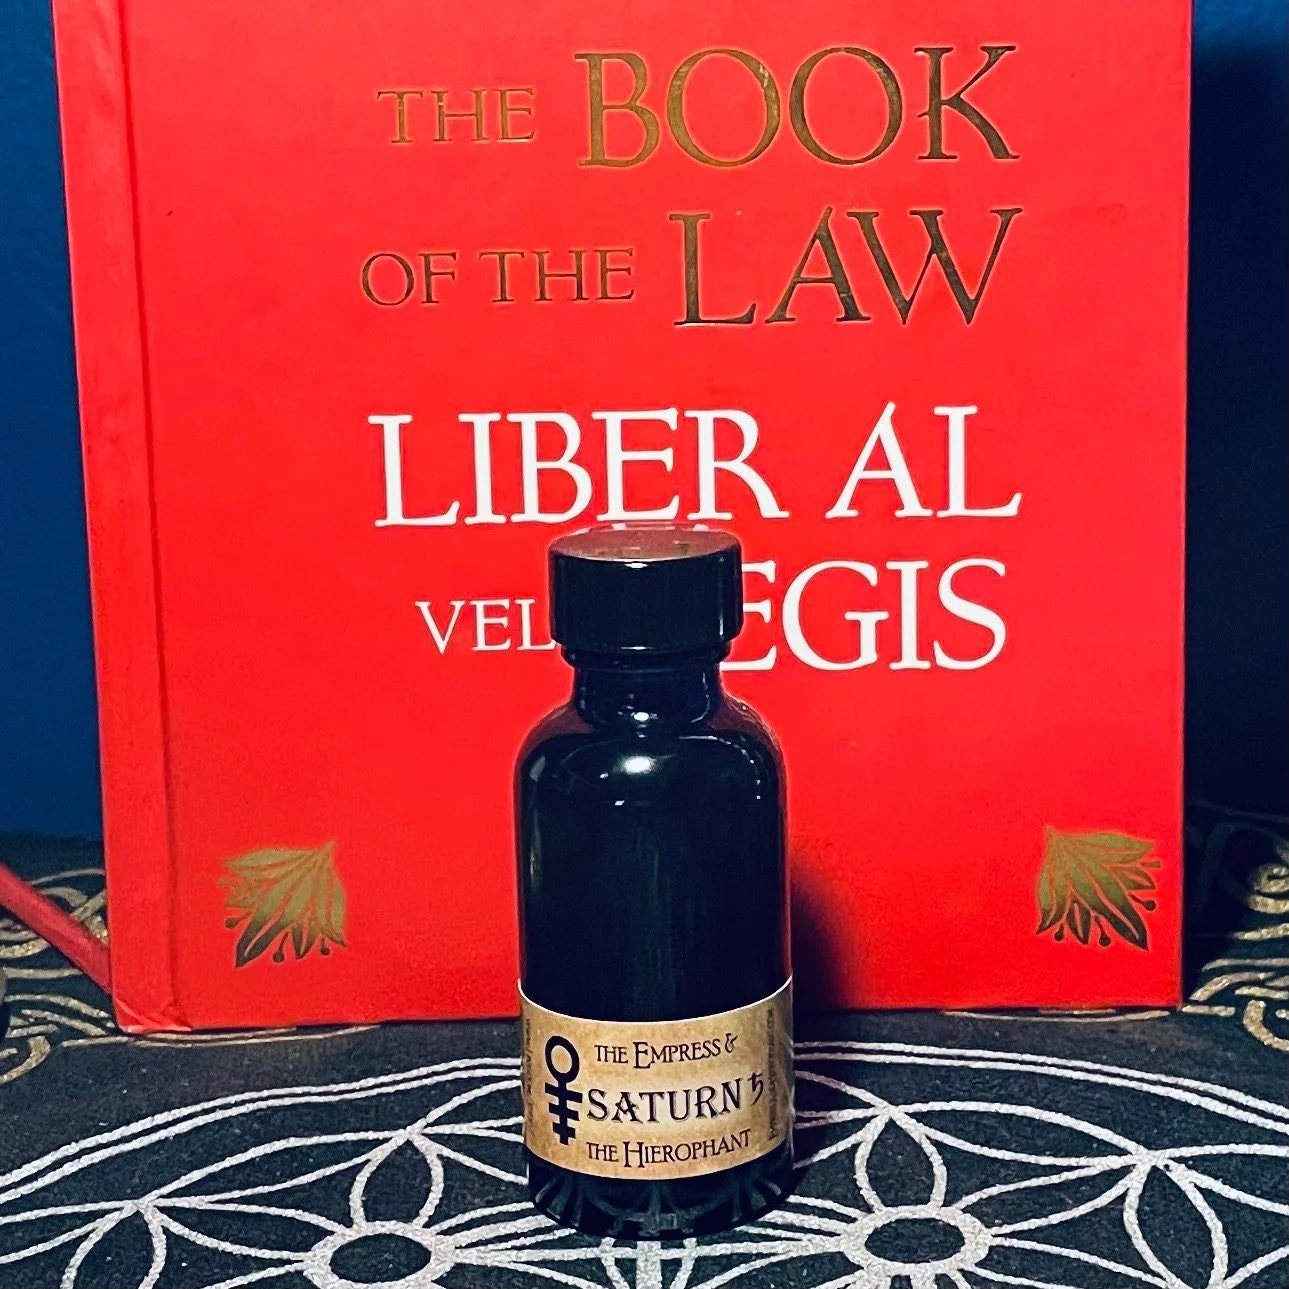 THE BOOK
OF THE LAW
LIBER AL
VEL EGIS
THE EMPRESS &
SATURN ♄
THE HIEROPHANT